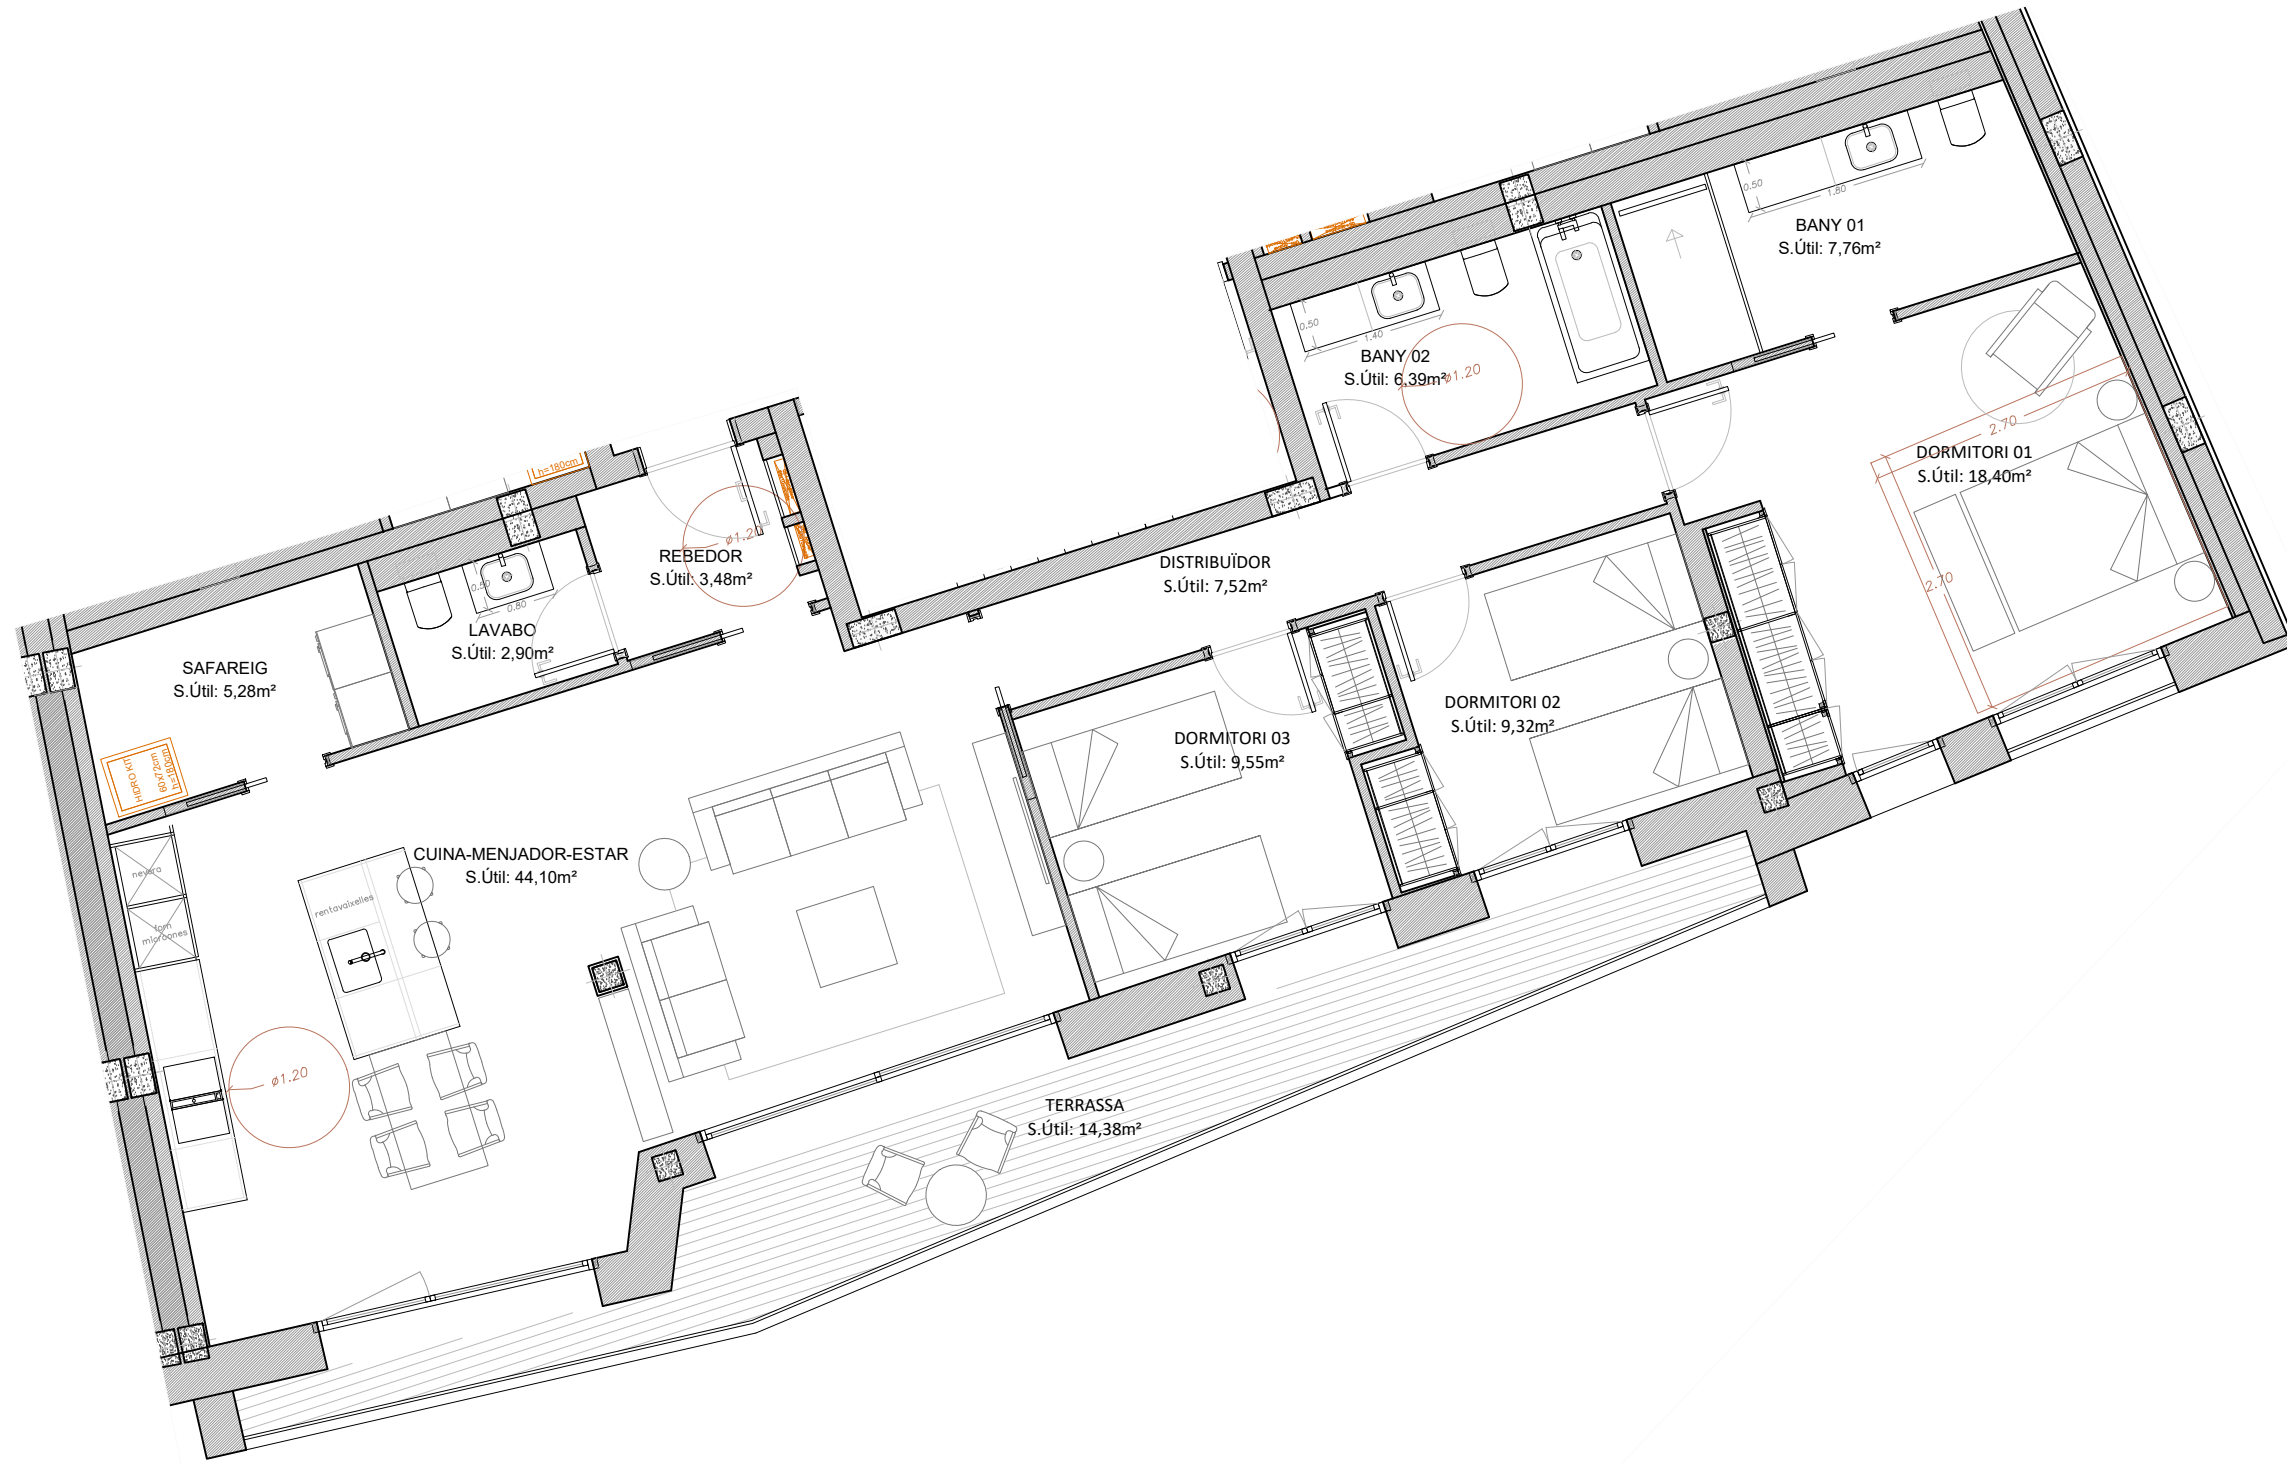 BANY 01
S.Útil: 7,76m²
0.50
1.80
BANY 02
S.Útil: 6,39m²
0.50
1.40
ø1.20
DORMITORI 01
S.Útil: 18,40m²
2.70
2.70
h=180cm
REBEDOR
S.Útil: 3,48m²
ø1.20
DISTRIBUÏDOR
S.Útil: 7,52m²
LAVABO
S.Útil: 2,90m²
0.50
0.80
SAFAREIG
S.Útil: 5,28m²
HIDRO KIT
60x72cm
h=180cm
DORMITORI 02
S.Útil: 9,32m²
DORMITORI 03
S.Útil: 9,55m²
CUINA-MENJADOR-ESTAR
S.Útil: 44,10m²
nevera
forn
microones
rentavaixelles
ø1.20
TERRASSA
S.Útil: 14,38m²